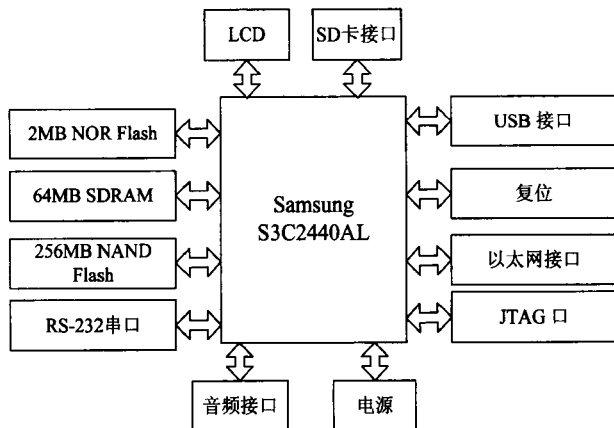 LCD
SD卡接口
2MB NOR Flash
64MB SDRAM
256MB NAND
Flash
RS-232串口
Samsung
S3C2440AL
USB 接口
复位
以太网接口
JTAG 口
音频接口
电源